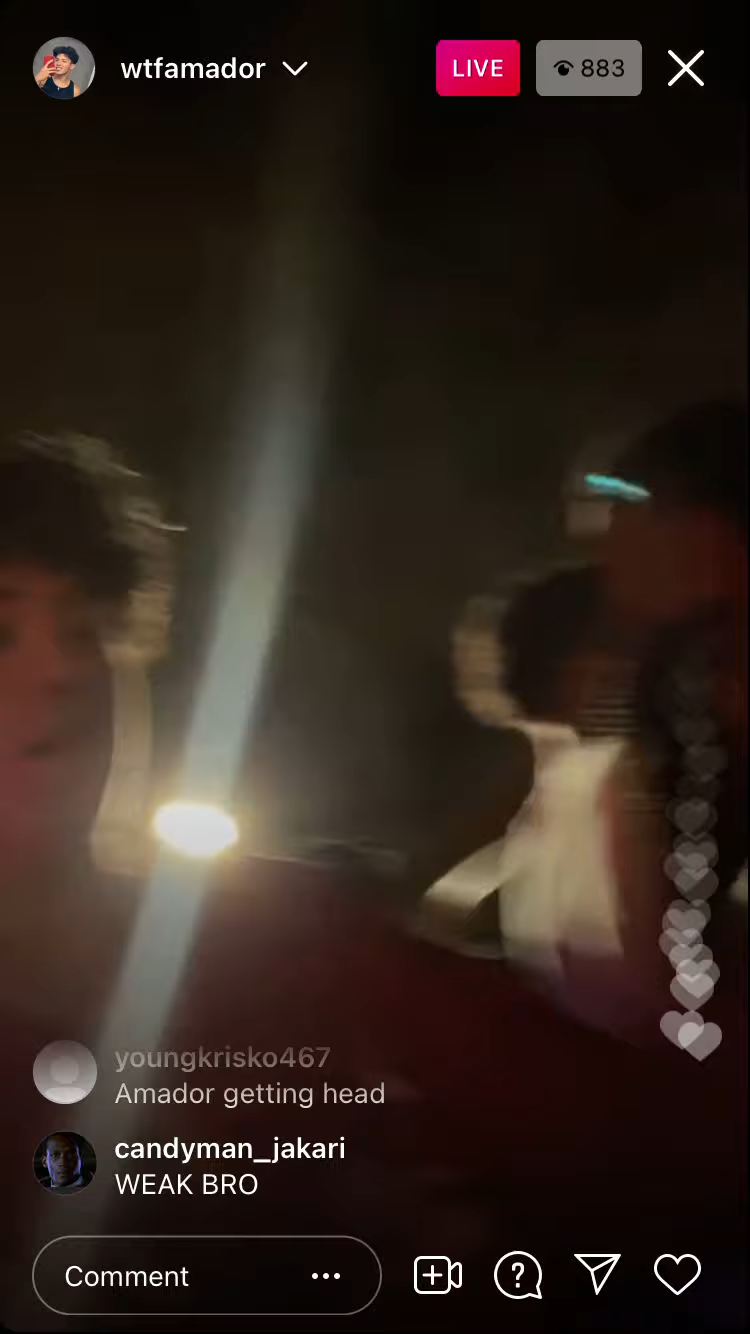 wtfamador
LIVE
883
youngkrisko467
Amador getting head
candyman_jakari
WEAK BRO
Comment